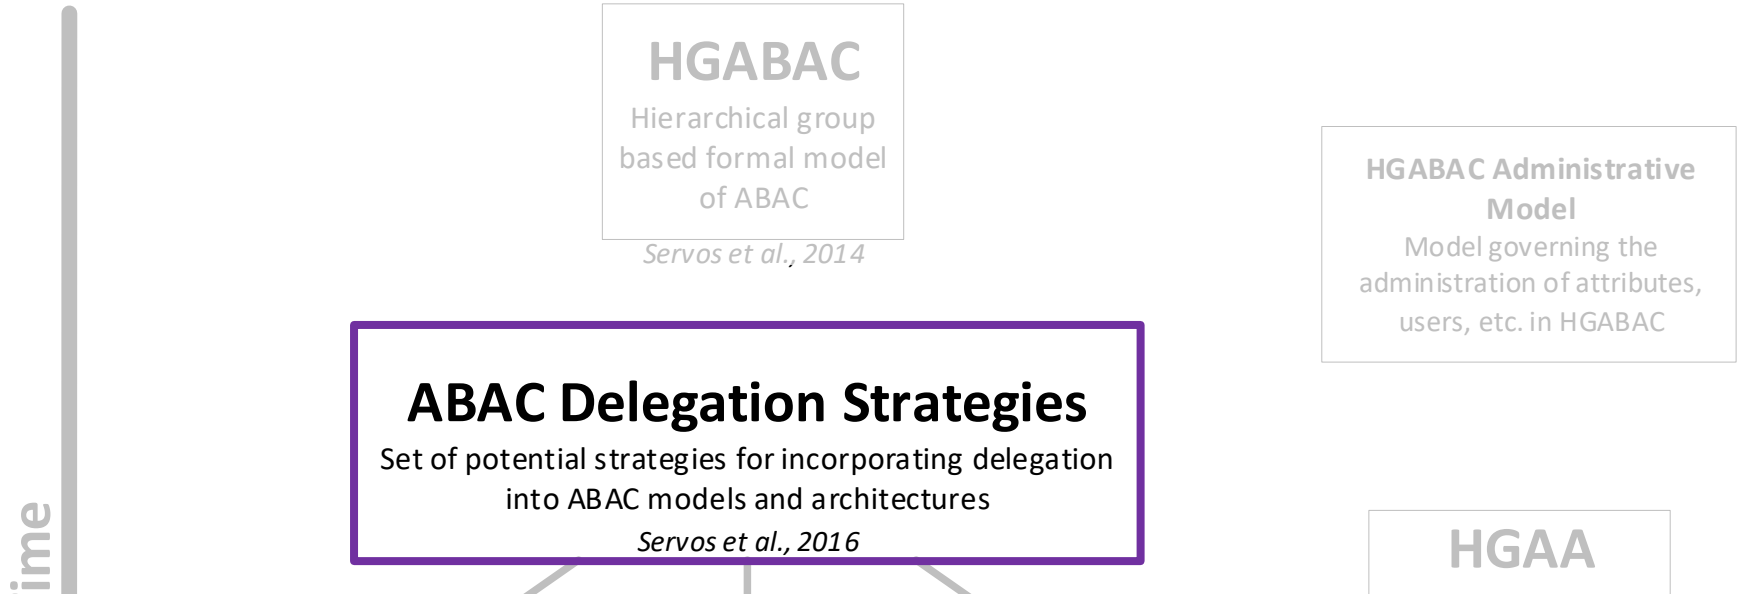 HGABAC
Hierarchical group
based formal model
of ABAC
Servos et al., 2014
HGABAC Administrative
Model
Model governing the
administration of attributes,
users, etc. in HGABAC
ABAC Delegation Strategies
Set of potential strategies for incorporating delegation
into ABAC models and architectures
Servos et al., 2016
ime
HGAA